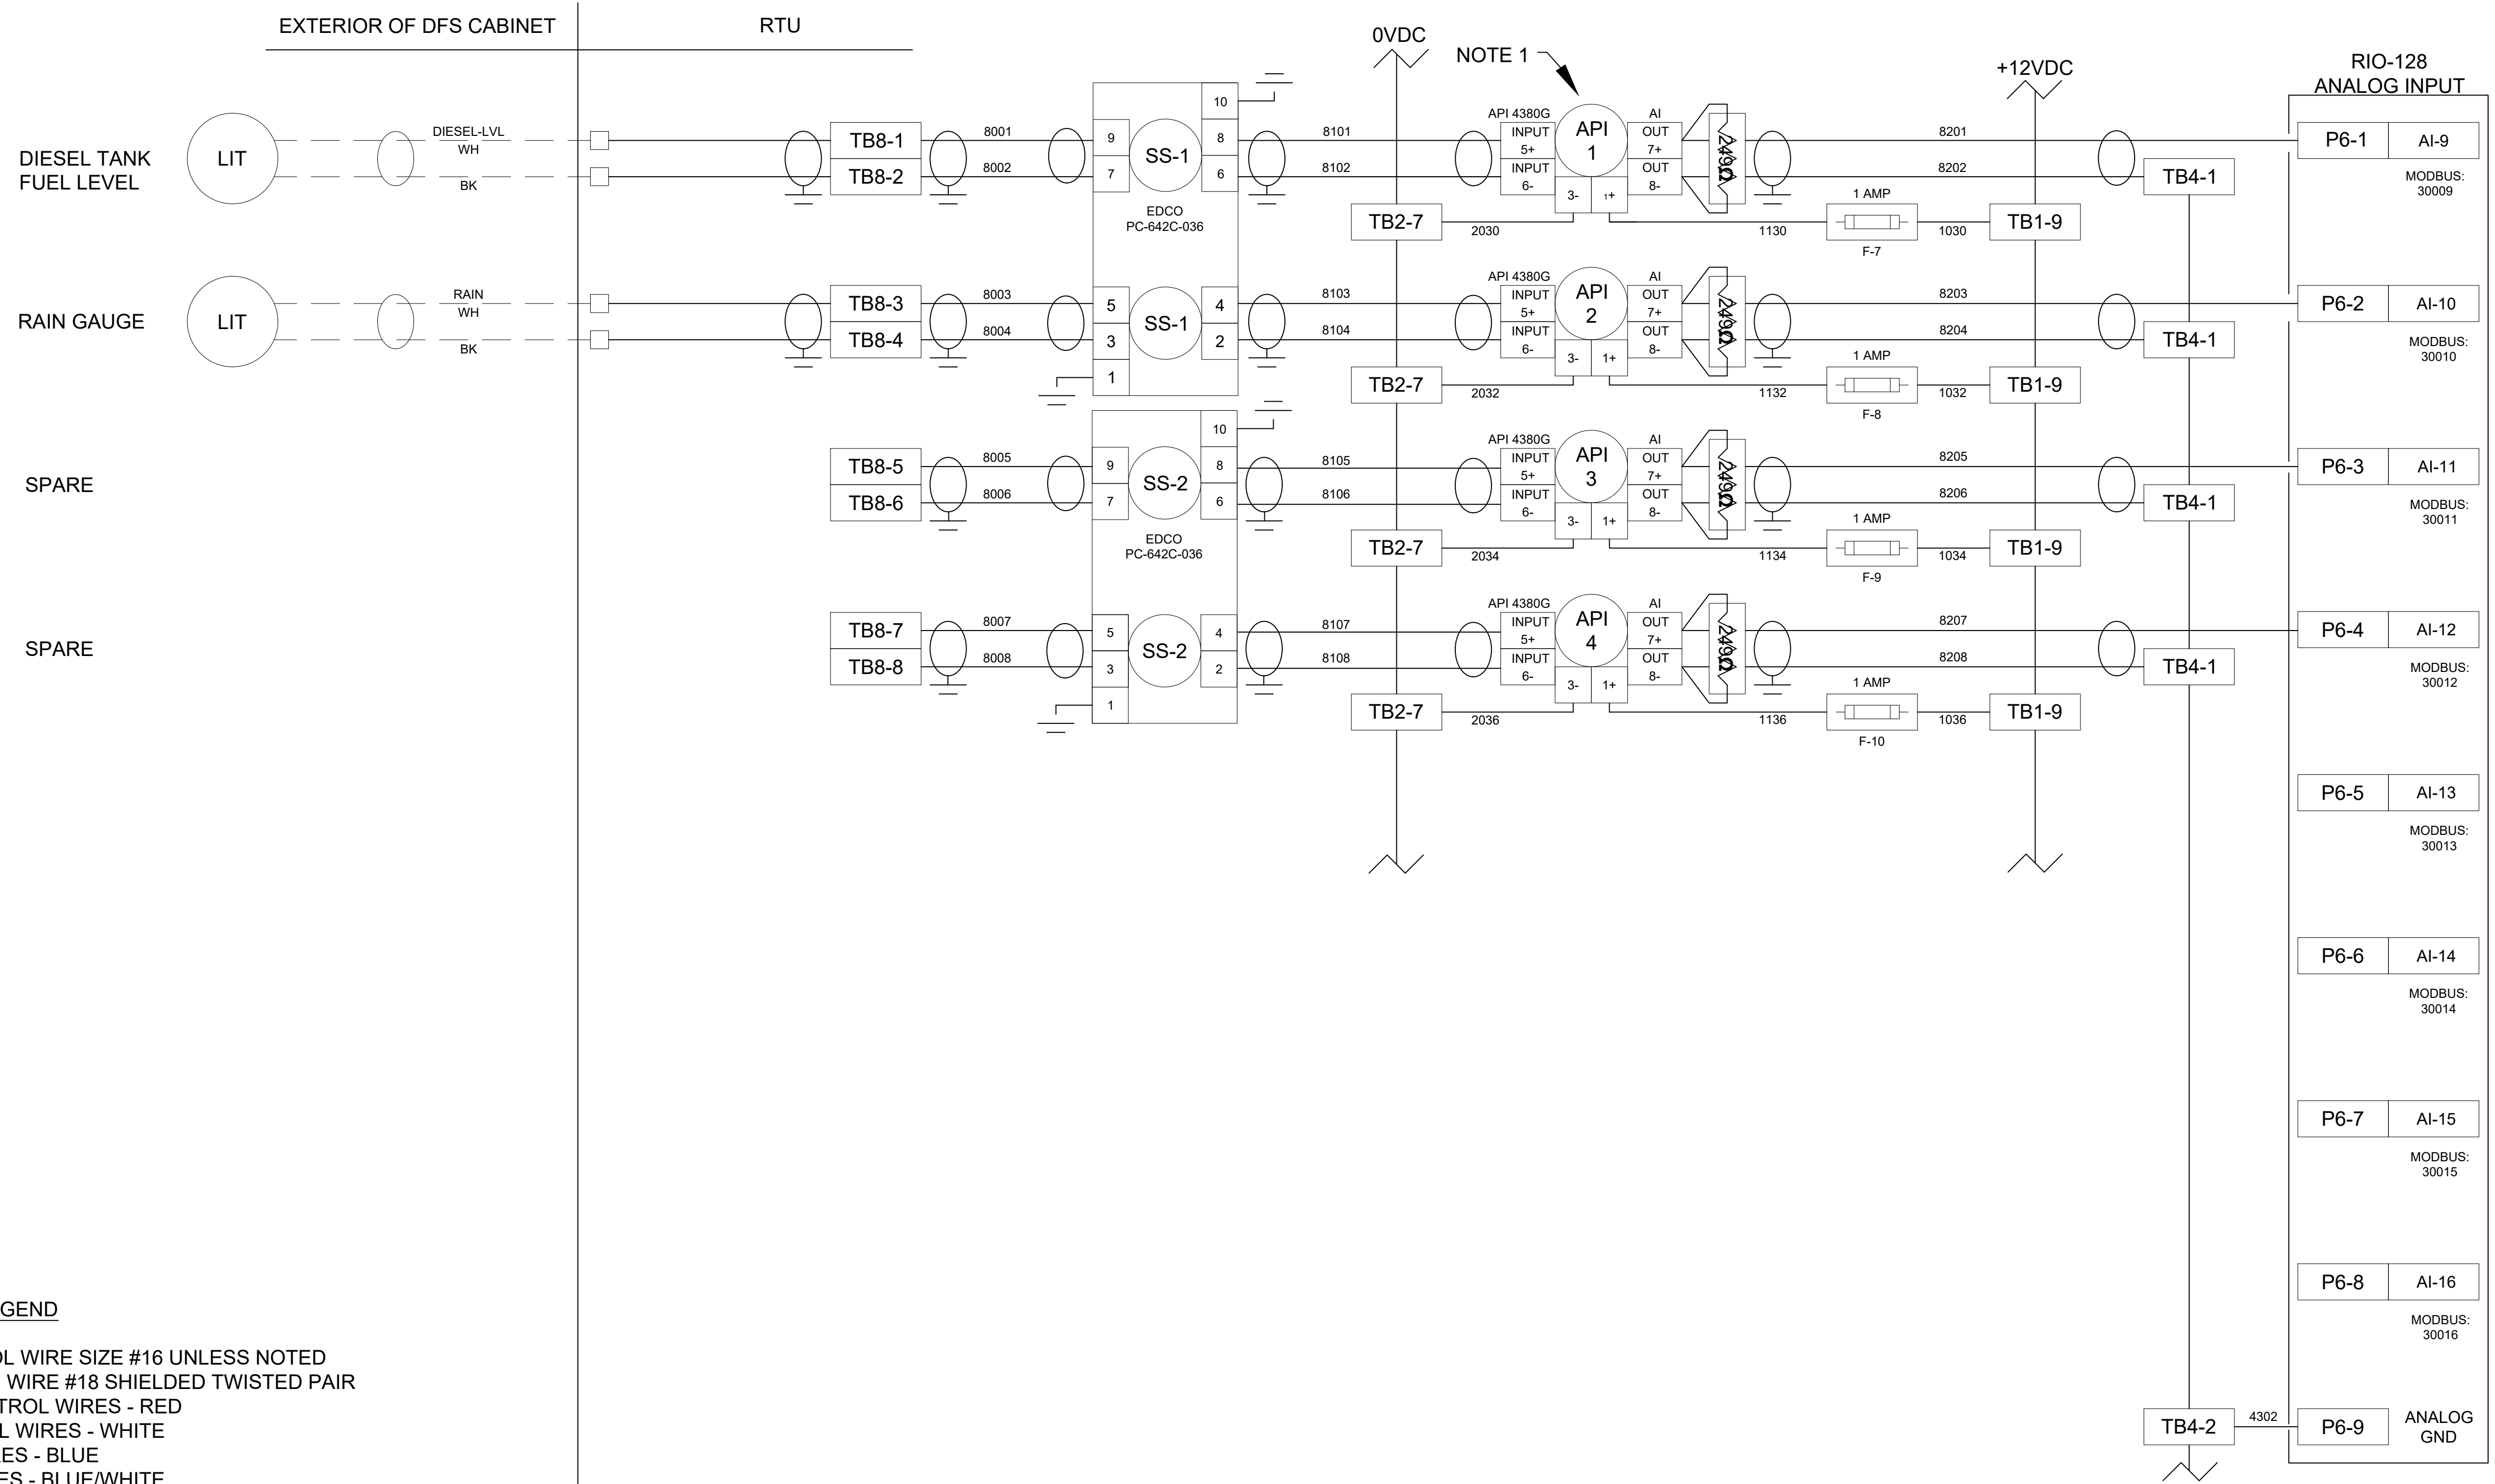 EXTERIOR OF DFS CABINET
RTU
0VDC
NOTE 1
+12VDC
RIO-128
ANALOG INPUT
DIESEL TANK
FUEL LEVEL
LIT
DIESEL-LVL
WH
BK
TB8-1
TB8-2
8001
8002
10
9
7
SS-1
8
6
EDCO
PC-642C-036
8101
8102
API 4380G
INPUT
5+
INPUT
6-
API
1
3-
1+
AI
OUT
7+
OUT
8-
249Ω
8201
8202
TB4-1
P6-1
AI-9
MODBUS:
30009
TB2-7
2030
1130
1 AMP
F-7
1030
TB1-9
RAIN GAUGE
LIT
RAIN
WH
BK
TB8-3
TB8-4
8003
8004
5
3
1
SS-1
4
2
8103
8104
API 4380G
INPUT
5+
INPUT
6-
API
2
3-
1+
AI
OUT
7+
OUT
8-
249Ω
8203
8204
TB4-1
P6-2
AI-10
MODBUS:
30010
TB2-7
2032
1132
1 AMP
F-8
1032
TB1-9
SPARE
TB8-5
TB8-6
8005
8006
10
9
7
SS-2
8
6
EDCO
PC-642C-036
8105
8106
API 4380G
INPUT
5+
INPUT
6-
API
3
3-
1+
AI
OUT
7+
OUT
8-
249Ω
8205
8206
TB4-1
P6-3
AI-11
MODBUS:
30011
TB2-7
2034
1134
1 AMP
F-9
1034
TB1-9
SPARE
TB8-7
TB8-8
8007
8008
5
3
1
SS-2
4
2
8107
8108
API 4380G
INPUT
5+
INPUT
6-
API
4
3-
1+
AI
OUT
7+
OUT
8-
249Ω
8207
8208
TB4-1
P6-4
AI-12
MODBUS:
30012
TB2-7
2036
1136
1 AMP
F-10
1036
TB1-9
P6-5
AI-13
MODBUS:
30013
P6-6
AI-14
MODBUS:
30014
P6-7
AI-15
MODBUS:
30015
P6-8
AI-16
MODBUS:
30016
TB4-2
4302
P6-9
ANALOG
GND
GEND
OL WIRE SIZE #16 UNLESS NOTED
WIRE #18 SHIELDED TWISTED PAIR
TROL WIRES - RED
L WIRES - WHITE
ES - BLUE
ES - BLUE/WHITE